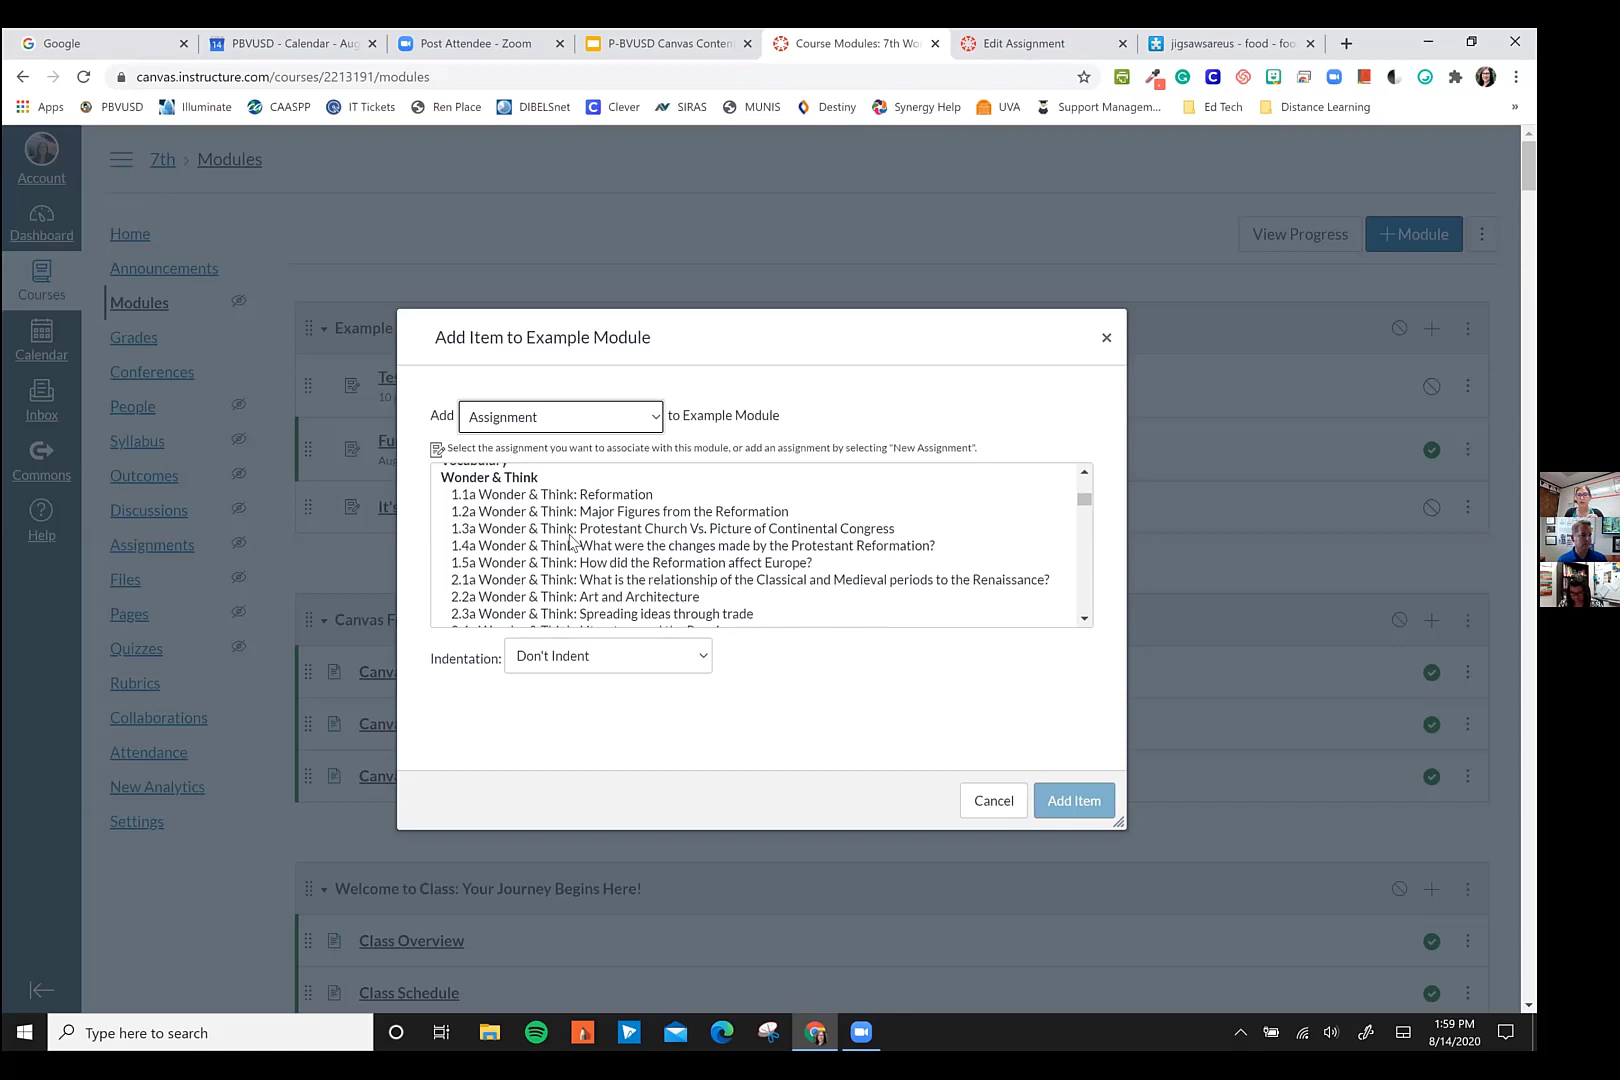 Google
14
PBVUSD - Calendar - Aug
Post Attendee - Zoom
P-BVUSD Canvas Conten
Course Modules: 7th Wo
Edit Assignment
jigsawsareus - food - foo
canvas.instructure.com/courses/2213191/modules
Apps
PBVUSD
Illuminate
CAASPP
IT Tickets
Ren Place
DIBELSnet
Clever
SIRAS
MUNIS
Destiny
Synergy Help
UVA
Support Managem...
Ed Tech
Distance Learning
»
Account
Dashboard
Courses
Calendar
Inbox
Commons
Help
7th › Modules
Home
Announcements
Modules
Grades
Conferences
People
Syllabus
Outcomes
Discussions
Assignments
Files
Pages
Quizzes
Rubrics
Collaborations
Attendance
New Analytics
Settings
View Progress
+ Module
Example
Te
10
Fu
Aug
It's
Add Item to Example Module
Add Assignment to Example Module
Select the assignment you want to associate with this module, or add an assignment by selecting "New Assignment".
Vocabulary
Wonder & Think
1.1a Wonder & Think: Reformation
1.2a Wonder & Think: Major Figures from the Reformation
1.3a Wonder & Think: Protestant Church Vs. Picture of Continental Congress
1.4a Wonder & Think: What were the changes made by the Protestant Reformation?
1.5a Wonder & Think: How did the Reformation affect Europe?
2.1a Wonder & Think: What is the relationship of the Classical and Medieval periods to the Renaissance?
2.2a Wonder & Think: Art and Architecture
2.3a Wonder & Think: Spreading ideas through trade
Indentation: Don't Indent
Cancel
Add Item
Canvas F
Canva
Canva
Canva
Welcome to Class: Your Journey Begins Here!
Class Overview
Class Schedule
Type here to search
1:59 PM
8/14/2020